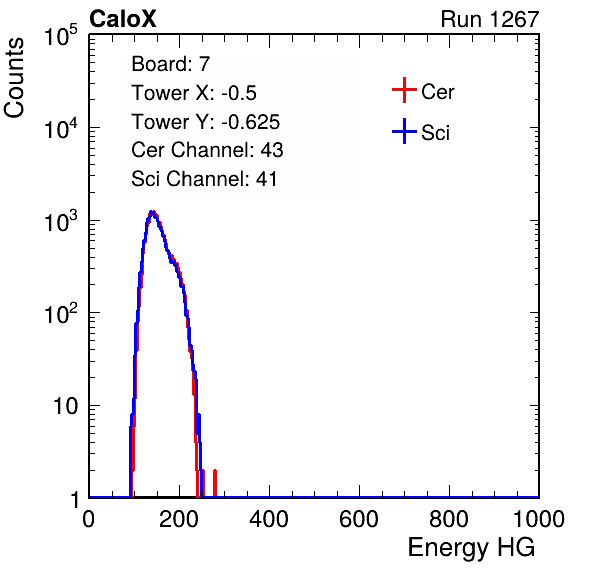 CaloX Run 1267
Counts
10^5
10^4
10^3
10^2
10
1
Board: 7
Tower X: -0.5
Tower Y: -0.625
Cer Channel: 43
Sci Channel: 41
Cer
Sci
0 200 400 600 800 1000
Energy HG